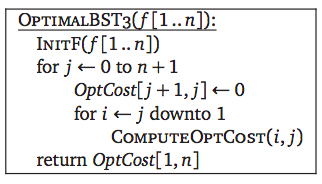 OPTIMALBST3(f[1..n]):
INITF(f[1..n])
for j ← 0 to n + 1
OptCost[j + 1, j] ← 0
for i ← j downto 1
COMPUTEOPTCOST(i, j)
return OptCost[1, n]